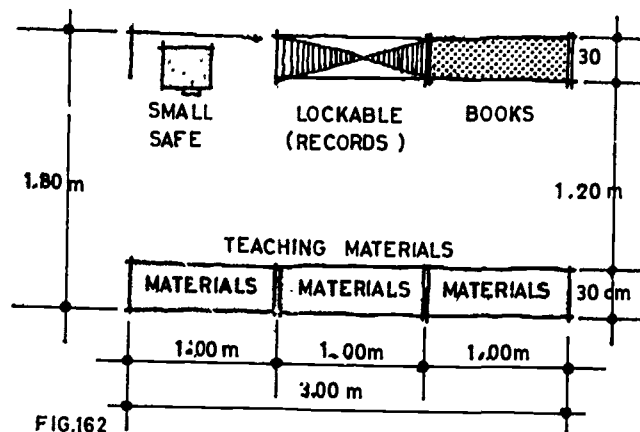 30
SMALL
SAFE
LOCKABLE
(RECORDS)
BOOKS
1.80 m
1.20 m
TEACHING MATERIALS
MATERIALS MATERIALS MATERIALS
30 cm
1.00 m 1.00m 1.00m
3.00 m
FIG.162